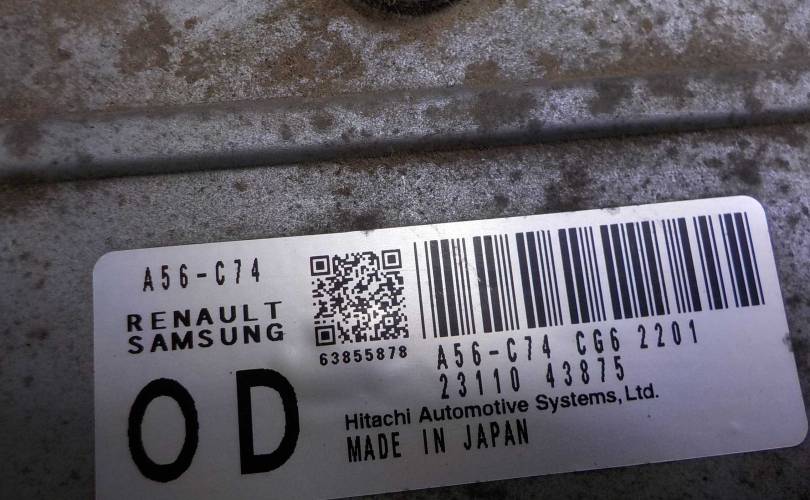 A56-C74
RENAULT
SAMSUNG
63855878
A56-C74 CG6 2201
23110 43875
Hitachi Automotive Systems, Ltd.
MADE IN JAPAN
OD